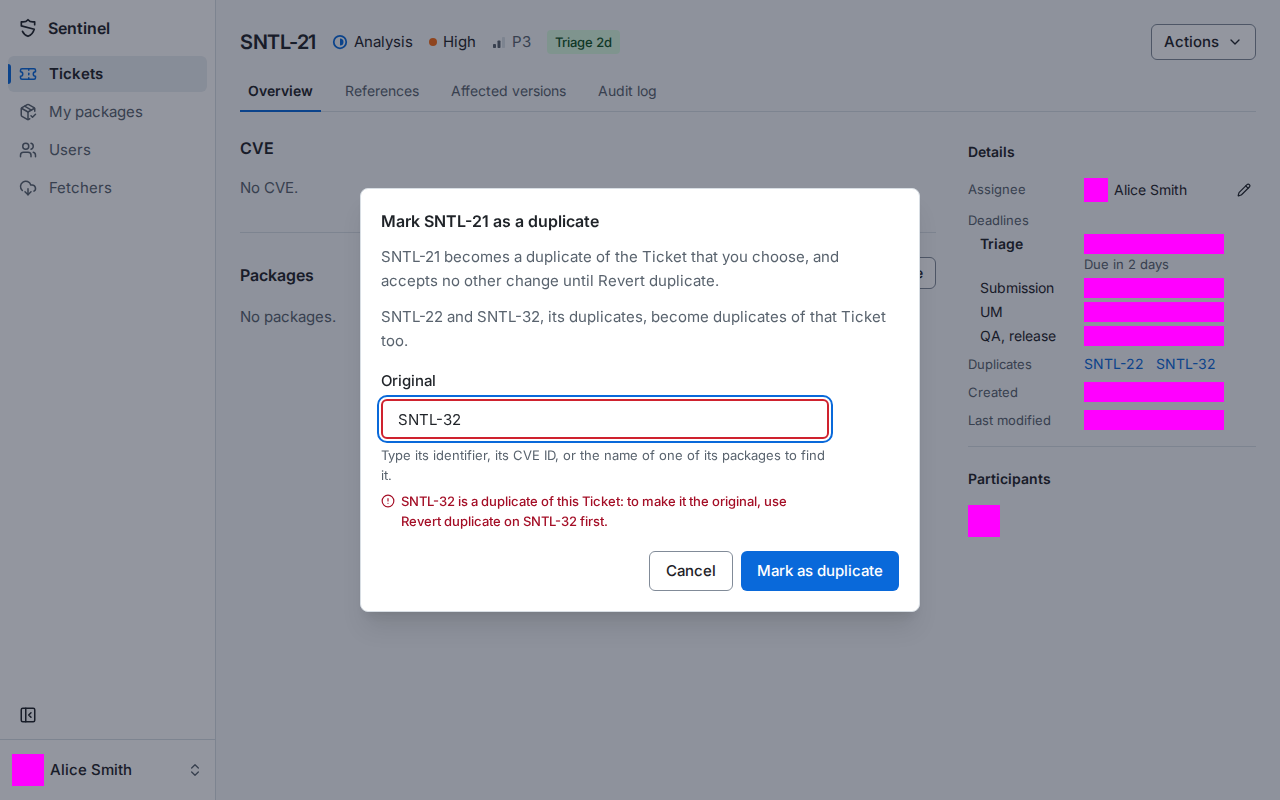 Sentinel
Tickets
My packages
Users
Fetchers
Alice Smith
SNTL-21
Analysis
High
P3
Triage 2d
Actions
Overview
References
Affected versions
Audit log
CVE
No CVE.
Packages
No packages.
Mark SNTL-21 as a duplicate
SNTL-21 becomes a duplicate of the Ticket that you choose, and
accepts no other change until Revert duplicate.
SNTL-22 and SNTL-32, its duplicates, become duplicates of that Ticket
too.
Original
SNTL-32
Type its identifier, its CVE ID, or the name of one of its packages to find
it.
SNTL-32 is a duplicate of this Ticket: to make it the original, use
Revert duplicate on SNTL-32 first.
Cancel
Mark as duplicate
Details
Assignee
Alice Smith
Deadlines
Triage
Due in 2 days
Submission
UM
QA, release
Duplicates
SNTL-22
SNTL-32
Created
Last modified
Participants